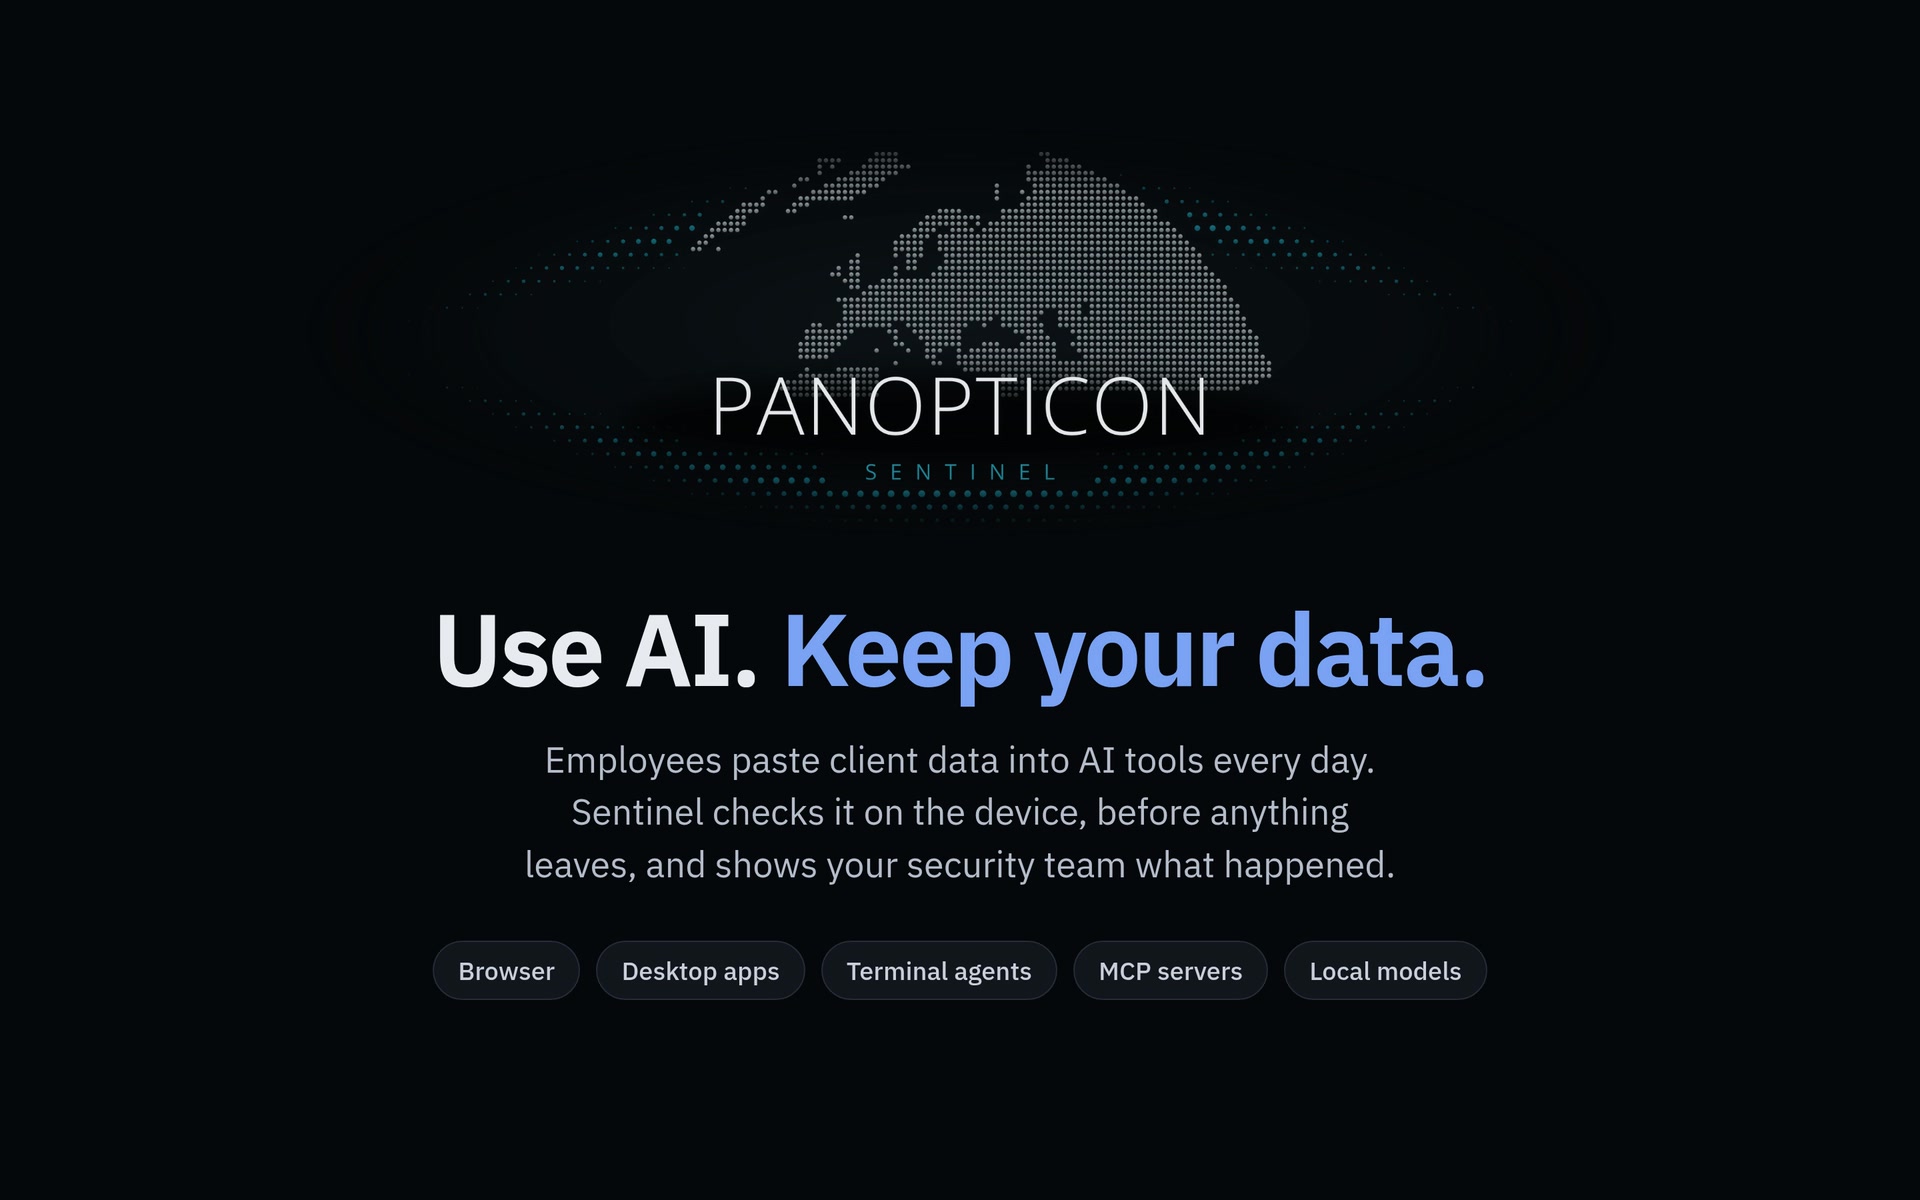 PANOPTICON
SENTINEL
Use AI. Keep your data.
Employees paste client data into AI tools every day.
Sentinel checks it on the device, before anything
leaves, and shows your security team what happened.
Browser
Desktop apps
Terminal agents
MCP servers
Local models